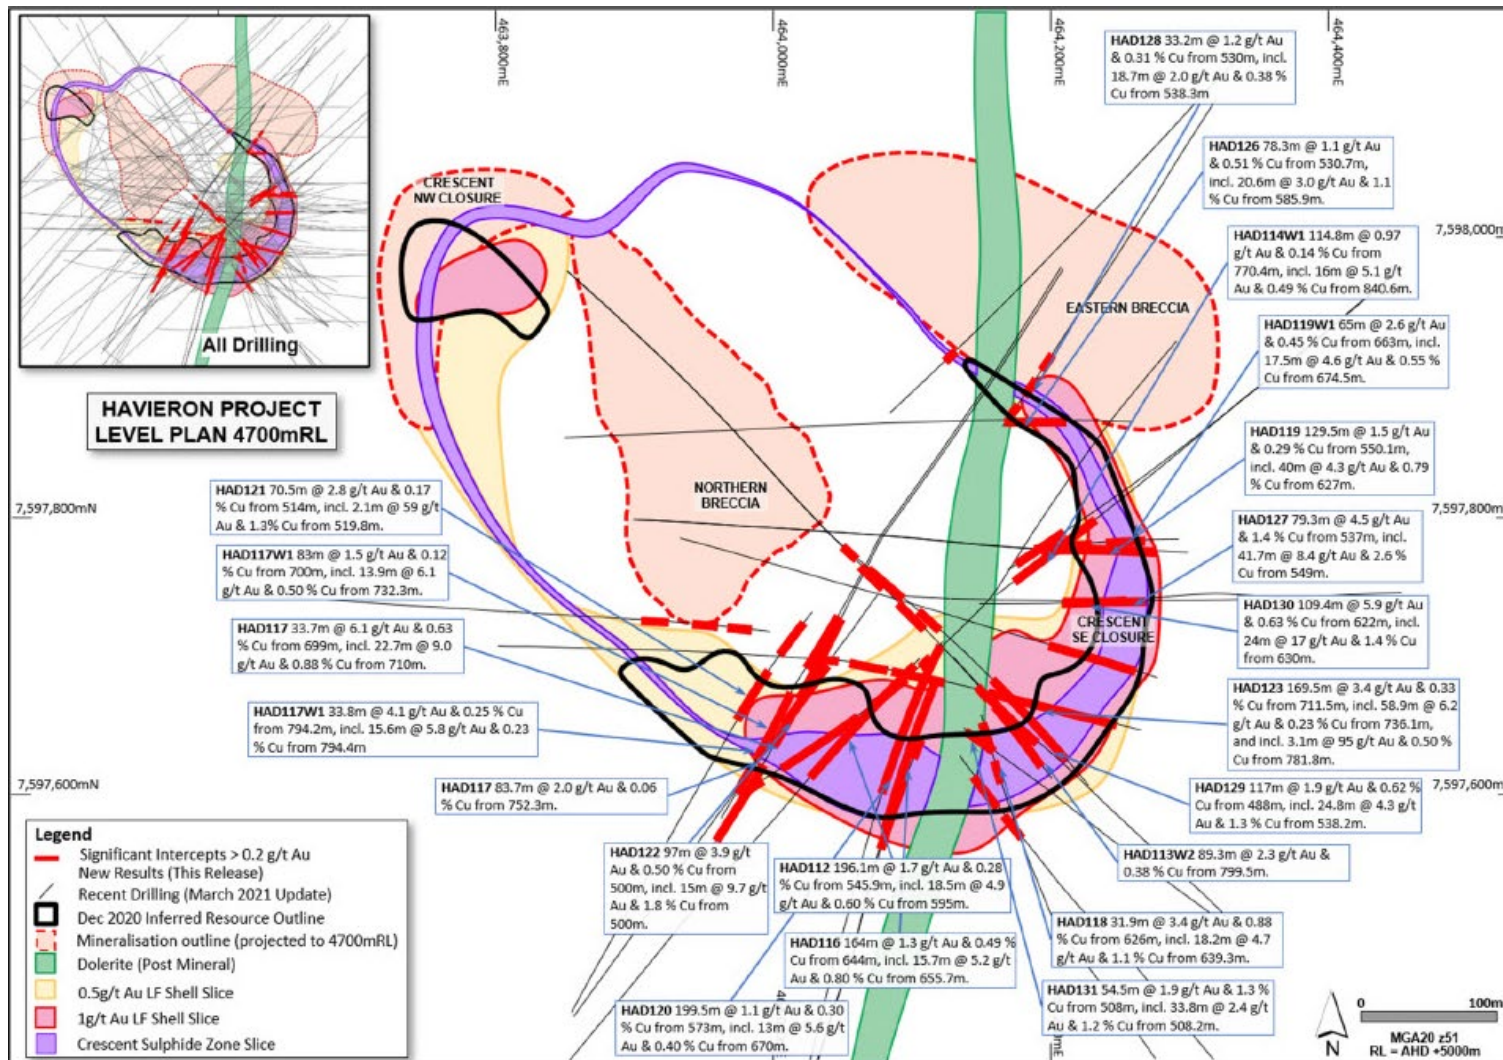 463,800mE
464,000mE
464,200mE
464,400mE
All Drilling
HAVIERON PROJECT
LEVEL PLAN 4700mRL
CRESCENT
NW CLOSURE
NORTHERN
BRECCIA
EASTERN BRECCIA
CRESCENT
SE CLOSURE
7,598,000m
7,597,800mN
7,597,800m
7,597,600mN
7,597,600m
HAD128 33.2m @ 1.2 g/t Au
& 0.31 % Cu from 530m, incl.
18.7m @ 2.0 g/t Au & 0.38 %
Cu from 538.3m
HAD126 78.3m @ 1.1 g/t Au
& 0.51 % Cu from 530.7m,
incl. 20.6m @ 3.0 g/t Au & 1.1
% Cu from 585.9m.
HAD114W1 114.8m @ 0.97
g/t Au & 0.14 % Cu from
770.4m, incl. 16m @ 5.1 g/t
Au & 0.49 % Cu from 840.6m.
HAD119W1 65m @ 2.6 g/t Au
& 0.45 % Cu from 663m, incl.
17.5m @ 4.6 g/t Au & 0.55 %
Cu from 674.5m.
HAD119 129.5m @ 1.5 g/t Au
& 0.29 % Cu from 550.1m,
incl. 40m @ 4.3 g/t Au & 0.79
% Cu from 627m.
HAD127 79.3m @ 4.5 g/t Au
& 1.4 % Cu from 537m, incl.
41.7m @ 8.4 g/t Au & 2.6 %
Cu from 549m.
HAD130 109.4m @ 5.9 g/t Au
& 0.63 % Cu from 622m, incl.
24m @ 17 g/t Au & 1.4 % Cu
from 630m.
HAD123 169.5m @ 3.4 g/t Au & 0.33
% Cu from 711.5m, incl. 58.9m @ 6.2
g/t Au & 0.23 % Cu from 736.1m,
and incl. 3.1m @ 95 g/t Au & 0.50 %
Cu from 781.8m.
HAD129 117m @ 1.9 g/t Au & 0.62 %
Cu from 488m, incl. 24.8m @ 4.3 g/t
Au & 1.3 % Cu from 538.2m.
HAD113W2 89.3m @ 2.3 g/t Au &
0.38 % Cu from 799.5m.
HAD118 31.9m @ 3.4 g/t Au & 0.88
% Cu from 626m, incl. 18.2m @ 4.7
g/t Au & 1.1 % Cu from 639.3m.
HAD131 54.5m @ 1.9 g/t Au & 1.3 %
Cu from 508m, incl. 33.8m @ 2.4 g/t
Au & 1.2 % Cu from 508.2m.
HAD121 70.5m @ 2.8 g/t Au & 0.17
% Cu from 514m, incl. 2.1m @ 59 g/t
Au & 1.3% Cu from 519.8m.
HAD117W1 83m @ 1.5 g/t Au & 0.12
% Cu from 700m, incl. 13.9m @ 6.1
g/t Au & 0.50 % Cu from 732.3m.
HAD117 33.7m @ 6.1 g/t Au & 0.63
% Cu from 699m, incl. 22.7m @ 9.0
g/t Au & 0.88 % Cu from 710m.
HAD117W1 33.8m @ 4.1 g/t Au & 0.25 % Cu
from 794.2m, incl. 15.6m @ 5.8 g/t Au & 0.23
% Cu from 794.4m
HAD117 83.7m @ 2.0 g/t Au & 0.06
% Cu from 752.3m.
HAD122 97m @ 3.9 g/t
Au & 0.50 % Cu from
500m, incl. 15m @ 9.7 g/t
Au & 1.8 % Cu from
500m.
HAD112 196.1m @ 1.7 g/t Au & 0.28
% Cu from 545.9m, incl. 18.5m @ 4.9
g/t Au & 0.60 % Cu from 595m.
HAD116 164m @ 1.3 g/t Au & 0.49 %
Cu from 644m, incl. 15.7m @ 5.2 g/t
Au & 0.80 % Cu from 655.7m.
HAD120 199.5m @ 1.1 g/t Au & 0.30
% Cu from 573m, incl. 13m @ 5.6 g/t
Au & 0.40 % Cu from 670m.
Legend
Significant Intercepts > 0.2 g/t Au
New Results (This Release)
Recent Drilling (March 2021 Update)
Dec 2020 Inferred Resource Outline
Mineralisation outline (projected to 4700mRL)
Dolerite (Post Mineral)
0.5g/t Au LF Shell Slice
1g/t Au LF Shell Slice
Crescent Sulphide Zone Slice
N
0 100m
MGA20 z51
RL = AHD +5000m